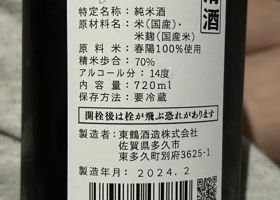 酒
特定名称：純米酒
原材料名：米（国産）・
米麹（国産米）
原料米：春陽100％使用
精米歩合：70％
アルコール分：14度
内容量：720ml
保存方法：要冷蔵
開栓後は栓が飛ぶ恐れがあります
製造者：東鶴酒造株式会社
佐賀県多久市
東多久町別府3625-1
製造年月：2024.2